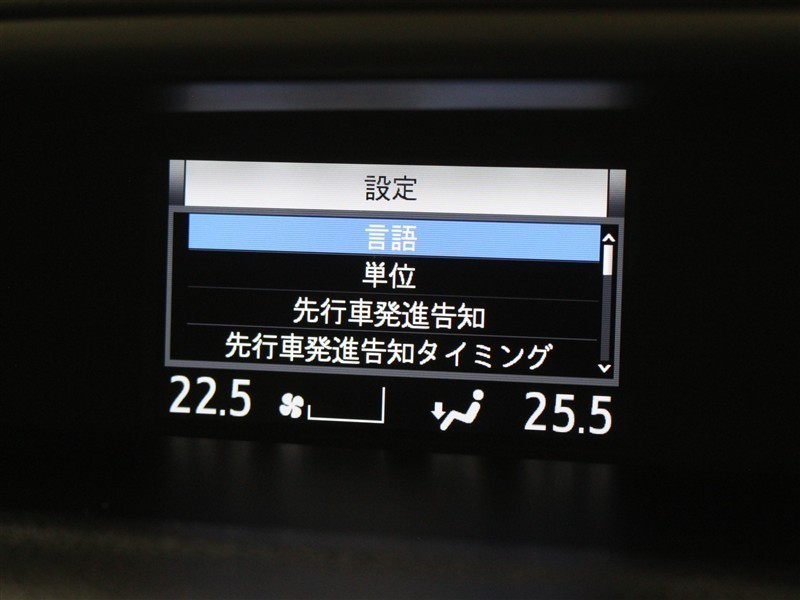 設定
言語
単位
先行車発進告知
先行車発進告知タイミング
22.5 25.5